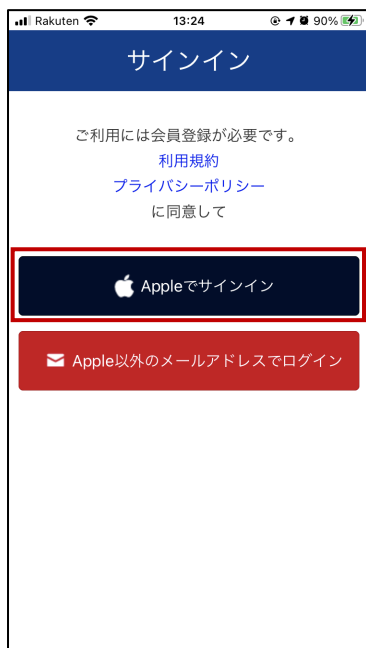 Rakuten 13:24 90%
サインイン
ご利用には会員登録が必要です。
利用規約
プライバシーポリシー
に同意して
Appleでサインイン
Apple以外のメールアドレスでログイン